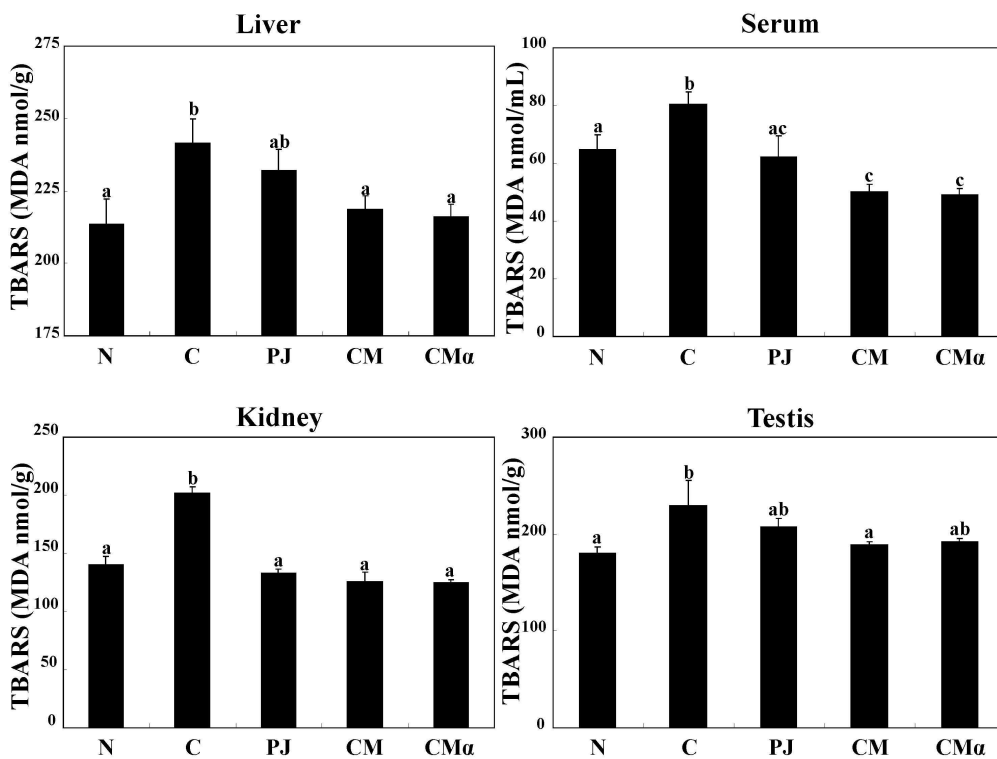 Liver
TBARS (MDA nmol/g)
275
250
225
200
175
a
b
ab
a
a
N C PJ CM CMα
Serum
TBARS (MDA nmol/mL)
100
80
60
40
20
0
a
b
ac
c
c
N C PJ CM CMα
Kidney
TBARS (MDA nmol/g)
250
200
150
100
50
0
a
b
a
a
a
N C PJ CM CMα
Testis
TBARS (MDA nmol/g)
300
200
100
0
a
b
ab
a
ab
N C PJ CM CMα